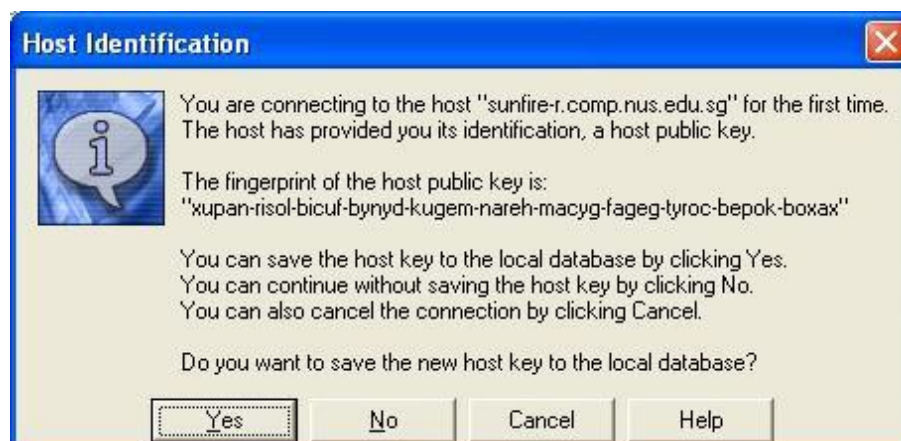 Host Identification
You are connecting to the host "sunfire-r.comp.nus.edu.sg" for the first time.
The host has provided you its identification, a host public key.
The fingerprint of the host public key is:
"xupan-risol-bicuf-bynyd-kugem-nareh-macyg-fageg-tyroc-bepok-boxax"
You can save the host key to the local database by clicking Yes.
You can continue without saving the host key by clicking No.
You can also cancel the connection by clicking Cancel.
Do you want to save the new host key to the local database?
Yes No Cancel Help